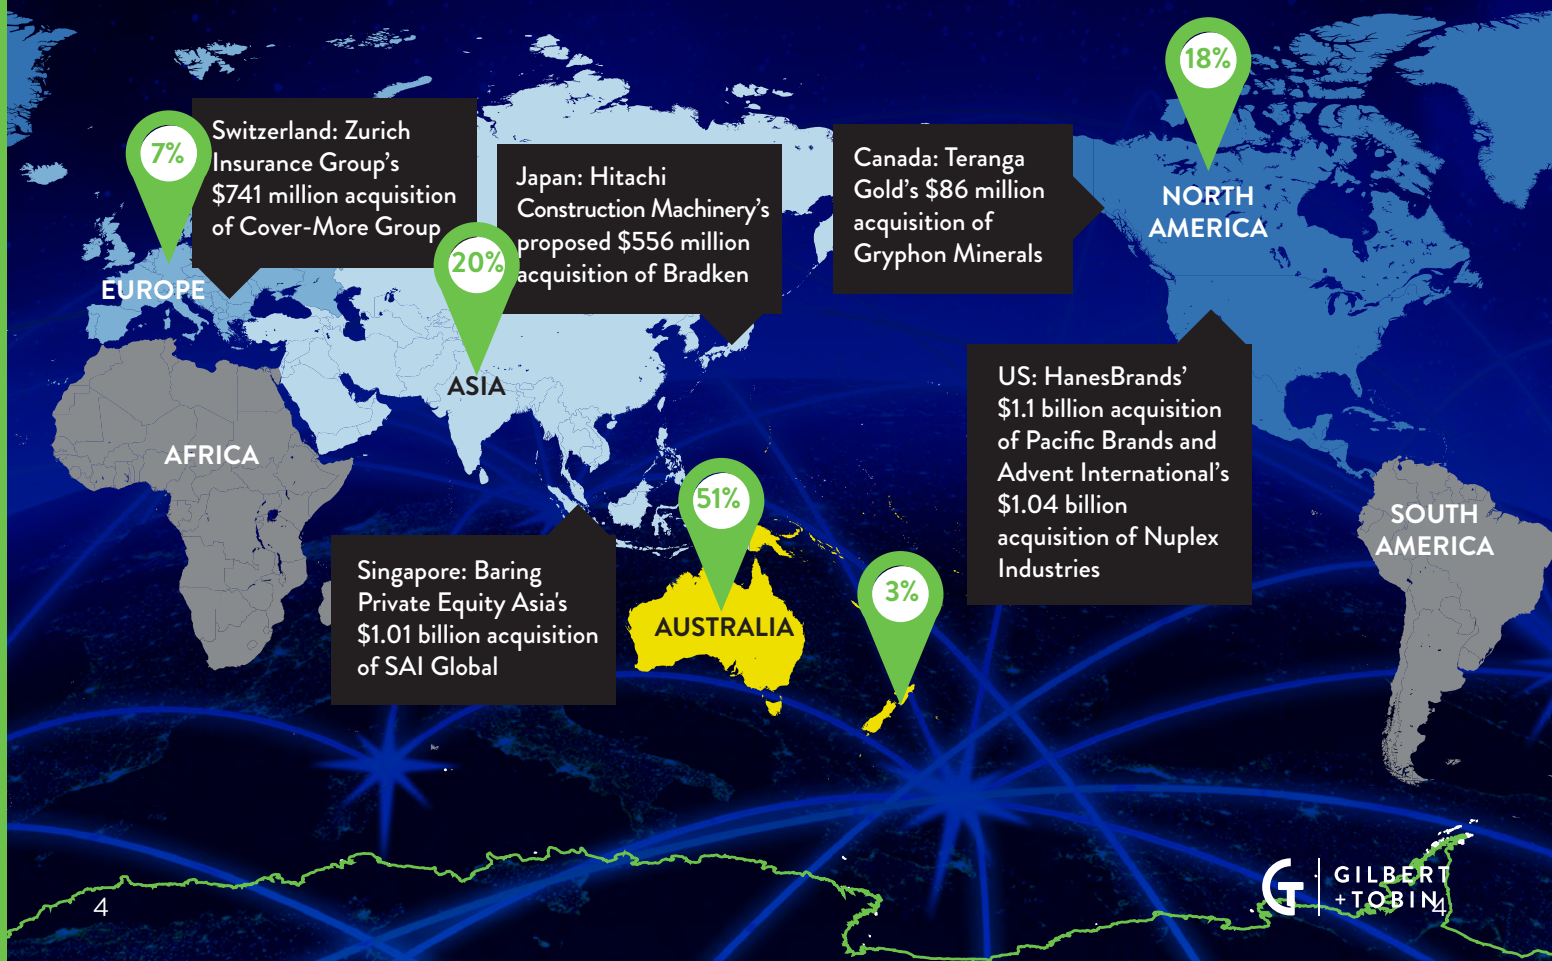 18%
7%
Switzerland: Zurich
Insurance Group’s
$741 million acquisition
of Cover-More Group
Japan: Hitachi
Construction Machinery’s
proposed $556 million
acquisition of Bradken
Canada: Teranga
Gold’s $86 million
acquisition of
Gryphon Minerals
NORTH
AMERICA
20%
EUROPE
ASIA
US: HanesBrands’
$1.1 billion acquisition
of Pacific Brands and
Advent International’s
$1.04 billion
acquisition of Nuplex
Industries
AFRICA
51%
SOUTH
AMERICA
Singapore: Baring
Private Equity Asia's
$1.01 billion acquisition
of SAI Global
3%
AUSTRALIA
GILBERT
+TOBIN
4
4